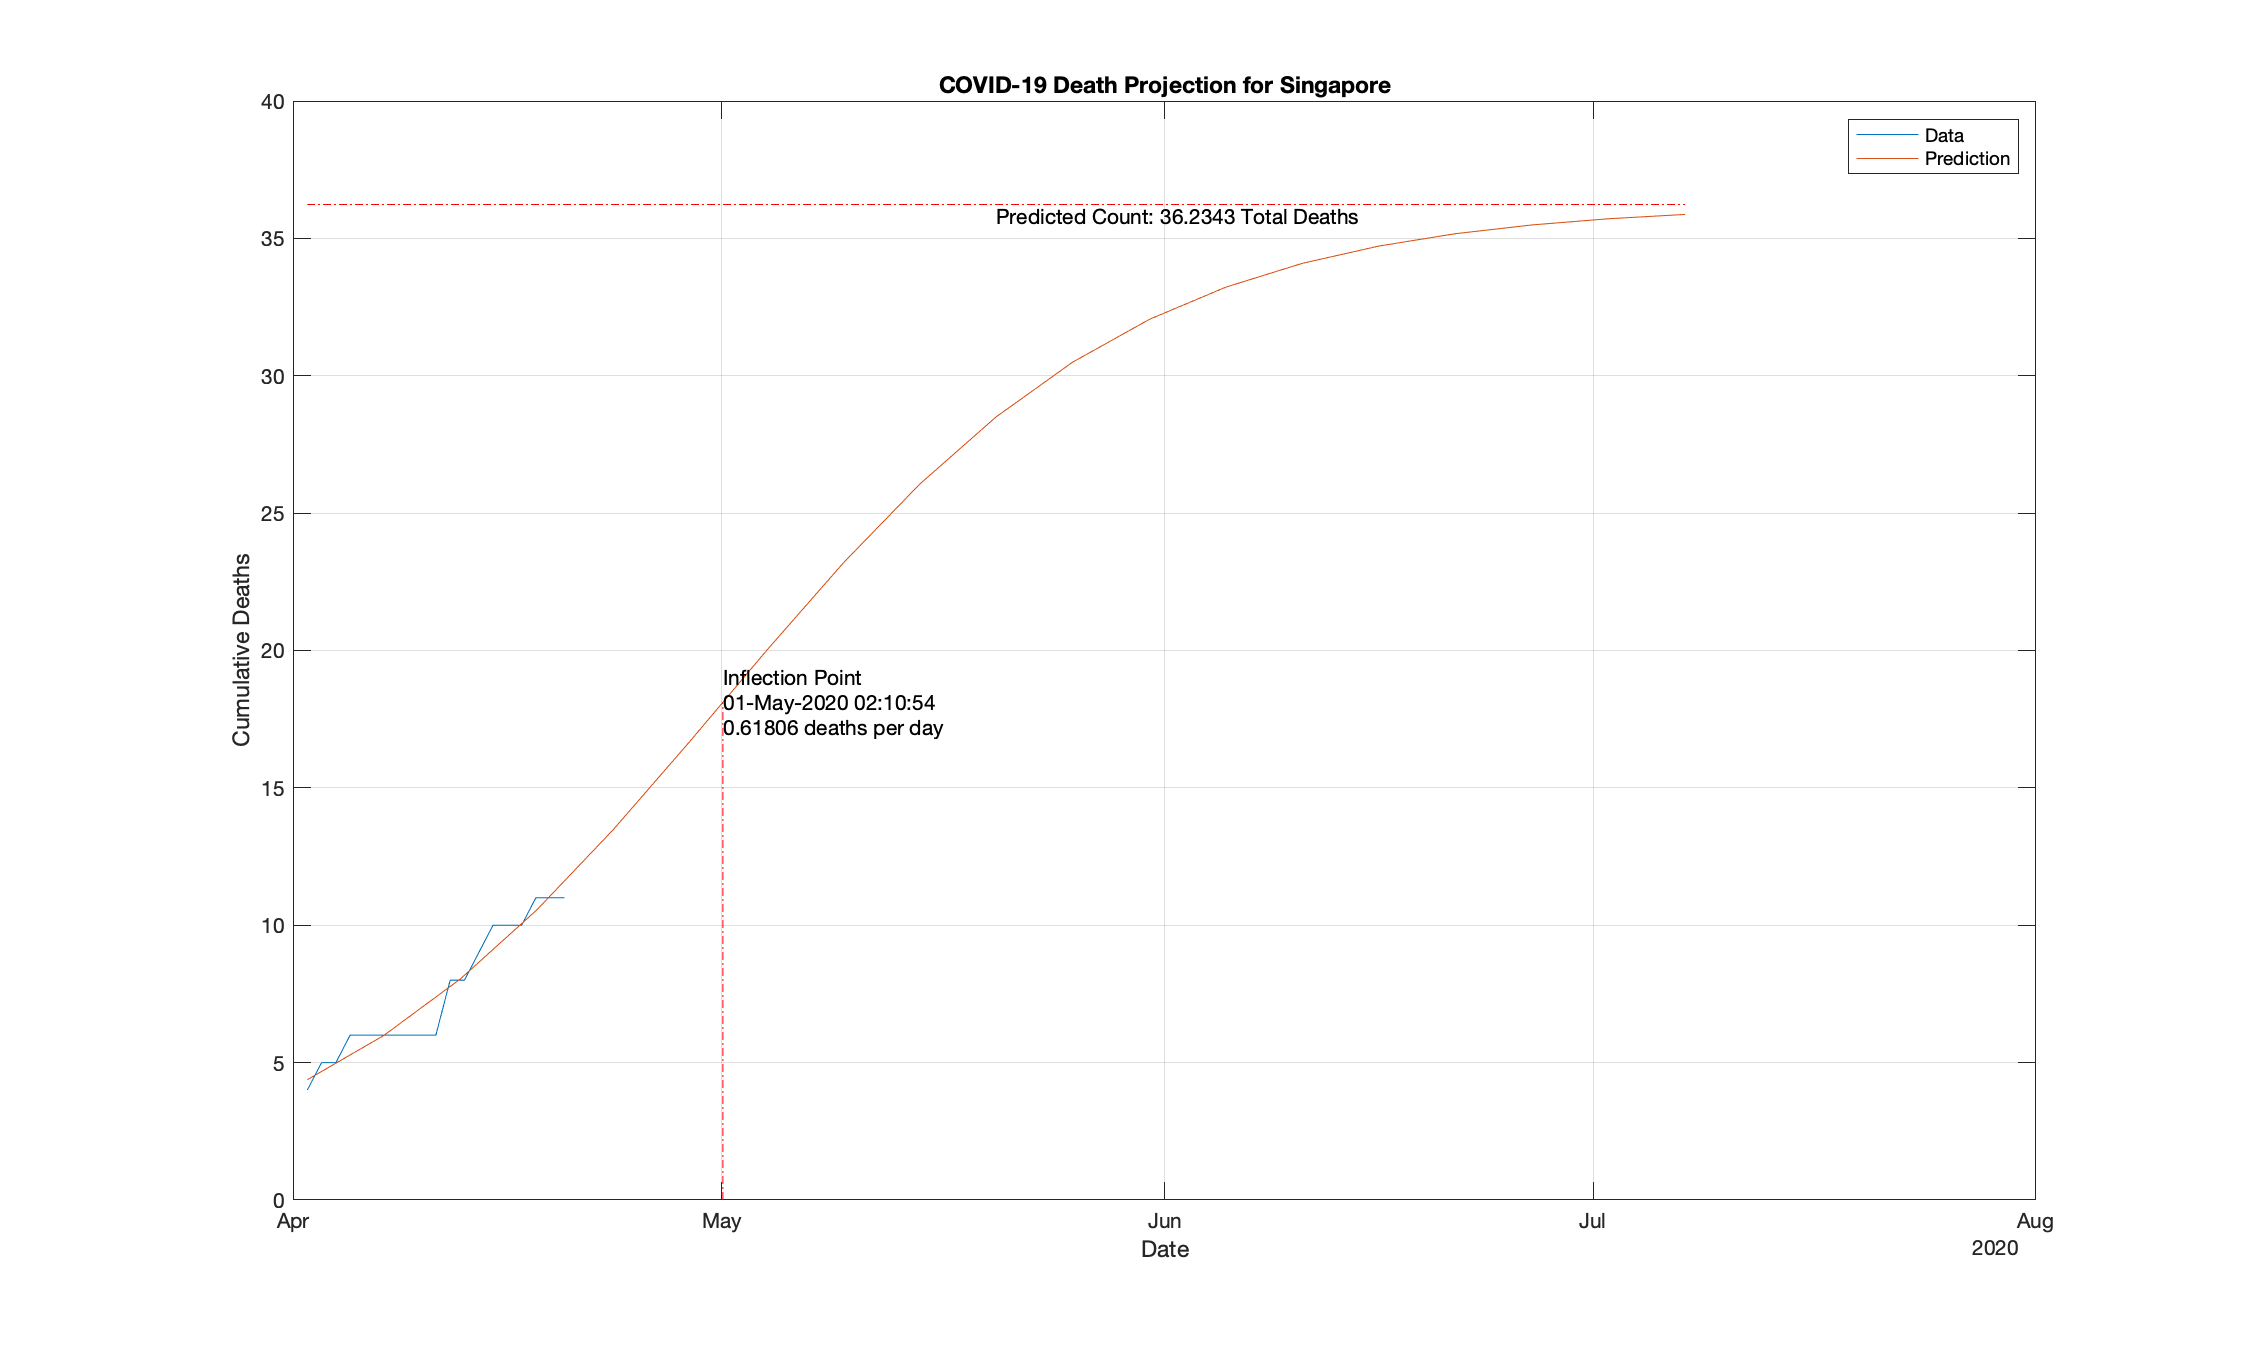 COVID-19 Death Projection for Singapore
40
35
30
25
20
15
10
5
0
Cumulative Deaths
Data
Prediction
Predicted Count: 36.2343 Total Deaths
Inflection Point
01-May-2020 02:10:54
0.61806 deaths per day
Apr May Jun Jul Aug
Date
2020